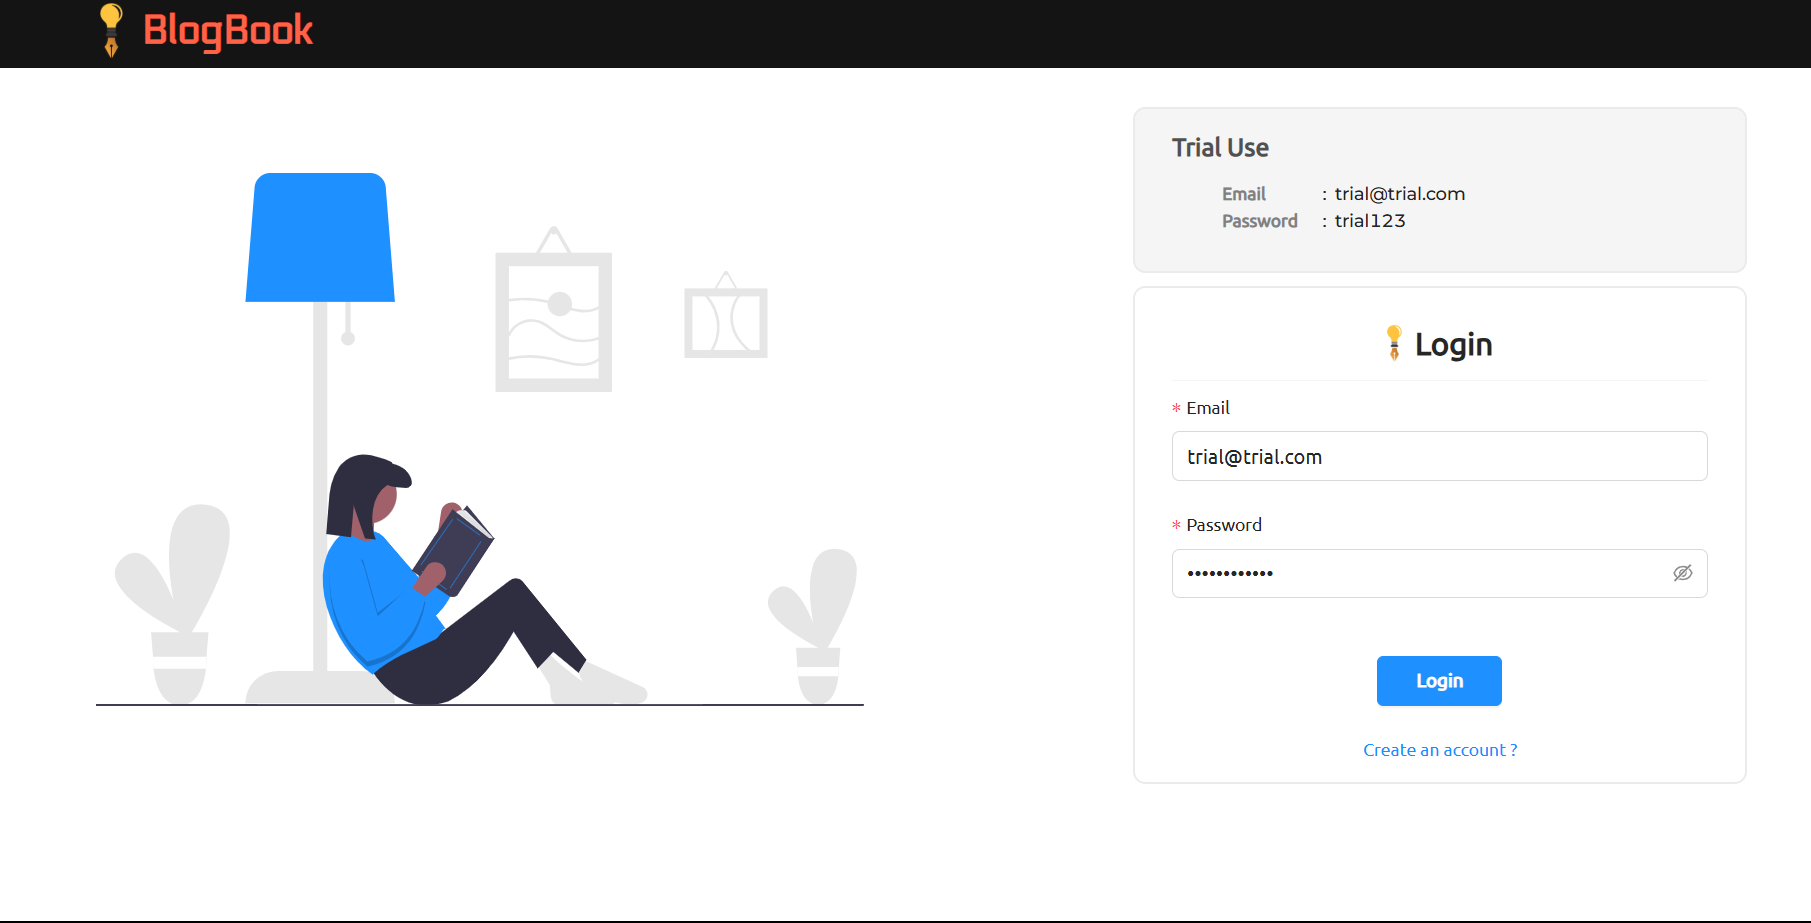 BlogBook
Trial Use
Email : trial@trial.com
Password : trial123
Login
* Email
trial@trial.com
* Password
••••••••••••
Login
Create an account ?